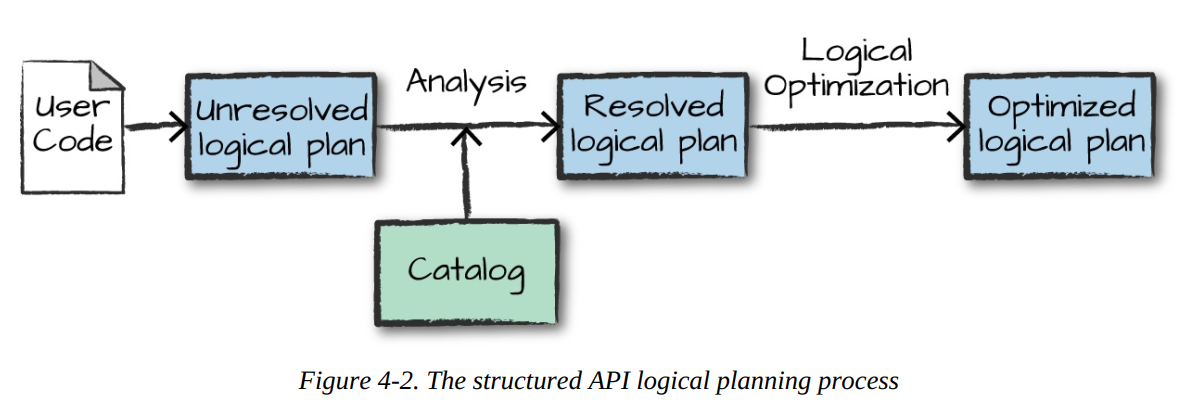 User
Code
Unresolved
logical plan
Analysis
Catalog
Resolved
logical plan
Logical
Optimization
Optimized
logical plan
Figure 4-2. The structured API logical planning process